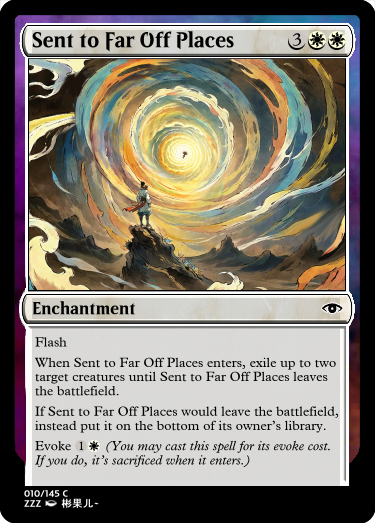 Sent to Far Off Places 3
Enchantment
Flash
When Sent to Far Off Places enters, exile up to two
target creatures until Sent to Far Off Places leaves
the battlefield.
If Sent to Far Off Places would leave the battlefield,
instead put it on the bottom of its owner's library.
Evoke 1 (You may cast this spell for its evoke cost.
If you do, it's sacrificed when it enters.)
010/145 C
ZZZ 彬果儿-